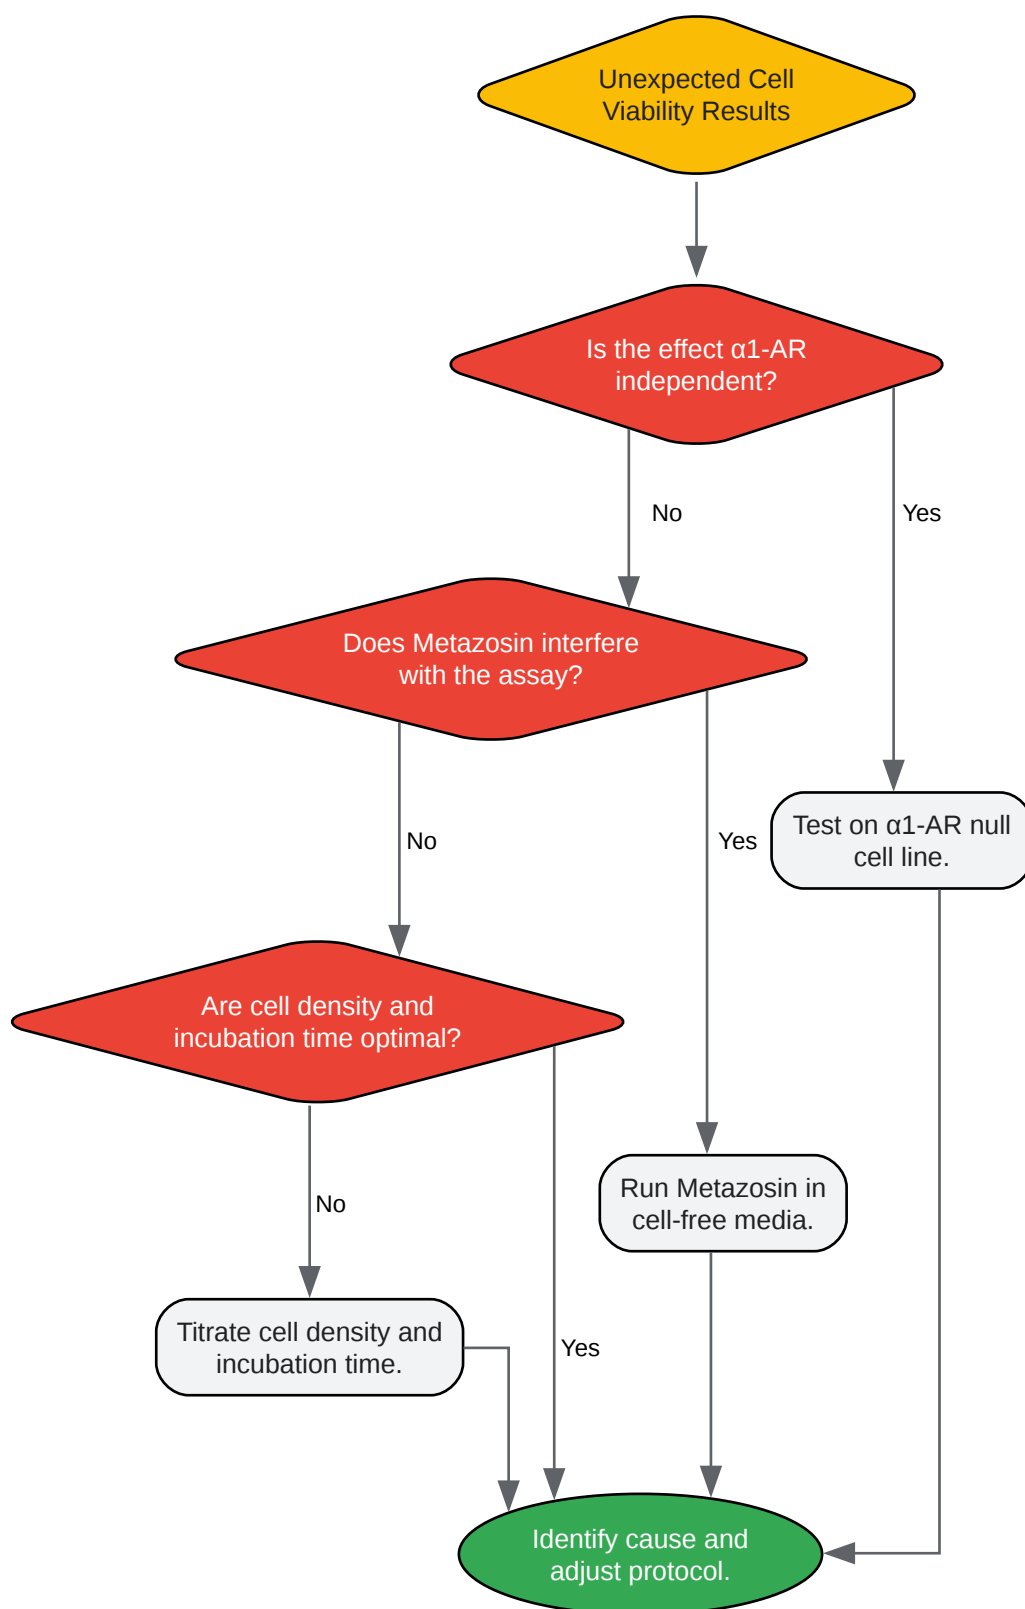 Unexpected Cell
Viability Results
Is the effect α1-AR
independent?
No
Yes
Does Metazosin interfere
with the assay?
Test on α1-AR null
cell line.
No
Yes
Are cell density and
incubation time optimal?
Run Metazosin in
cell-free media.
No
Titrate cell density and
incubation time.
Yes
Identify cause and
adjust protocol.